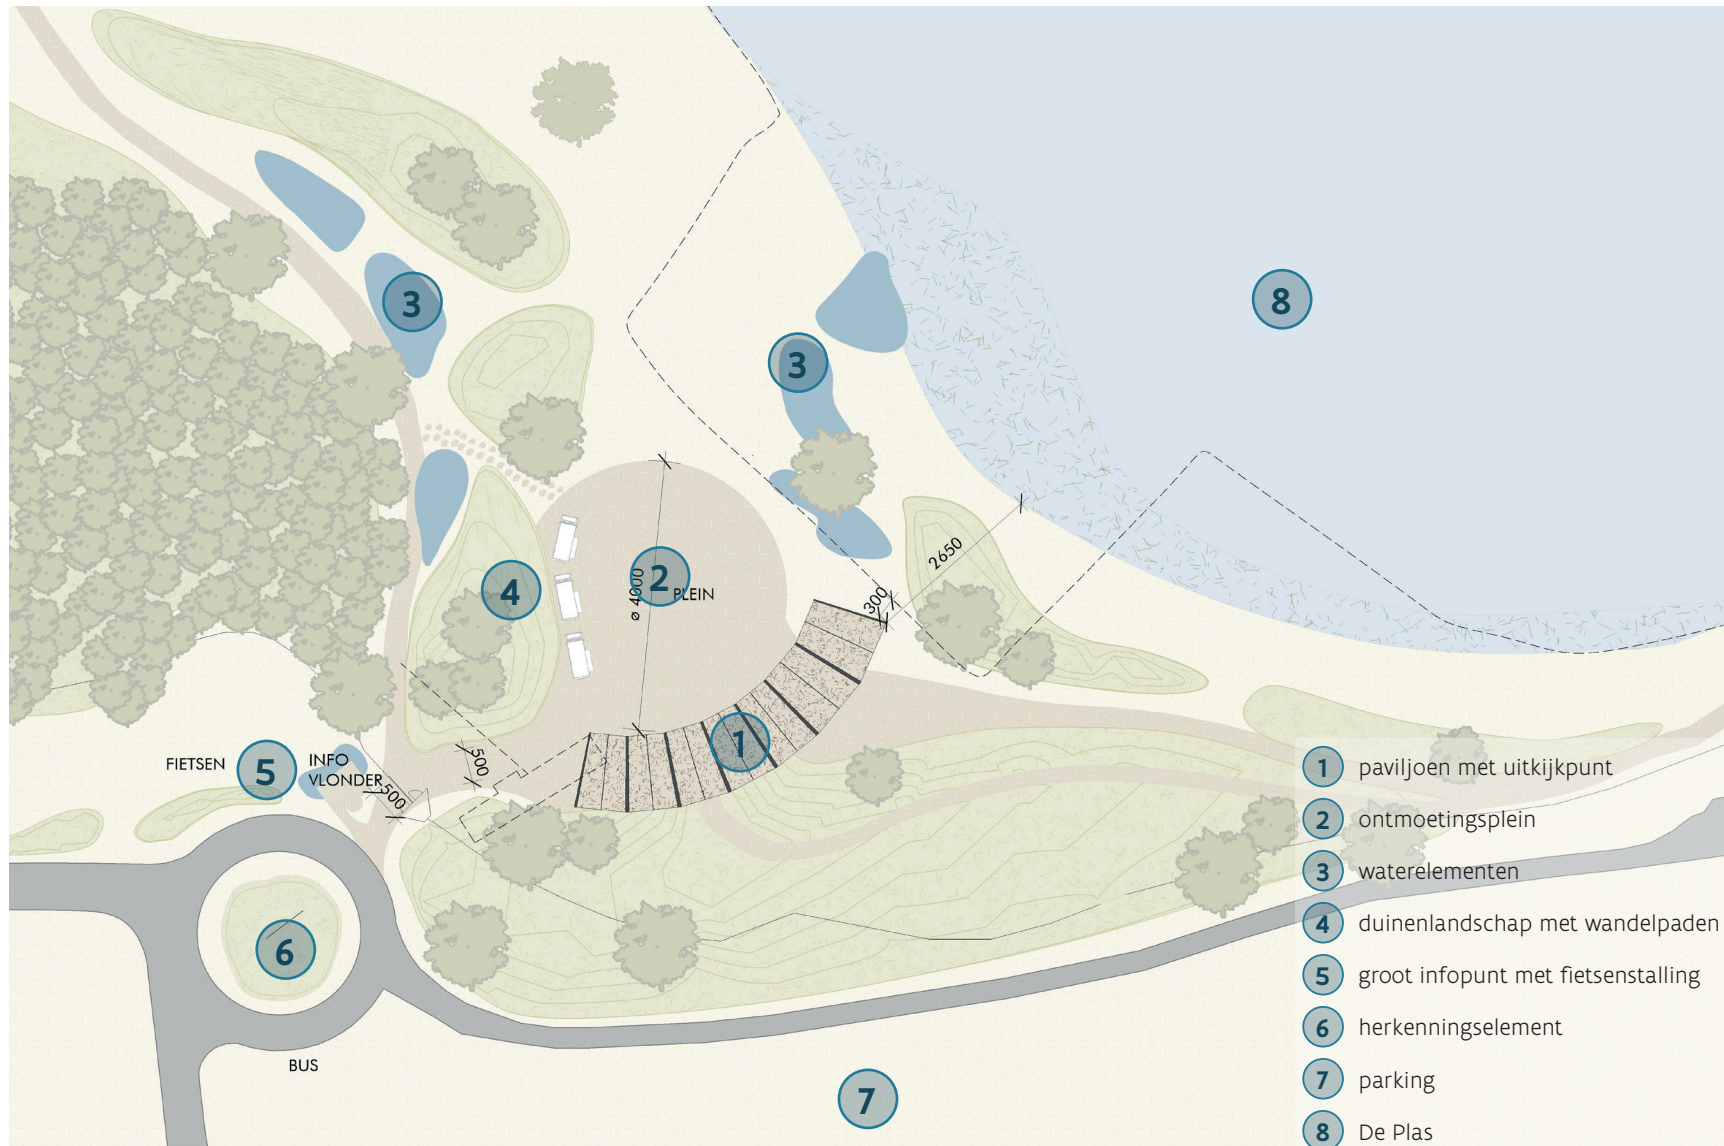 3
8
3
2650
4
2
ø 4000
PLEIN
300
1
FIETSEN
5
INFO
VLONDER
500
500
6
BUS
7
1 paviljoen met uitkijkpunt
2 ontmoetingsplein
3 waterelementen
4 duinenlandschap met wandelpaden
5 groot infopunt met fietsenstalling
6 herkenningselement
7 parking
8 De Plas